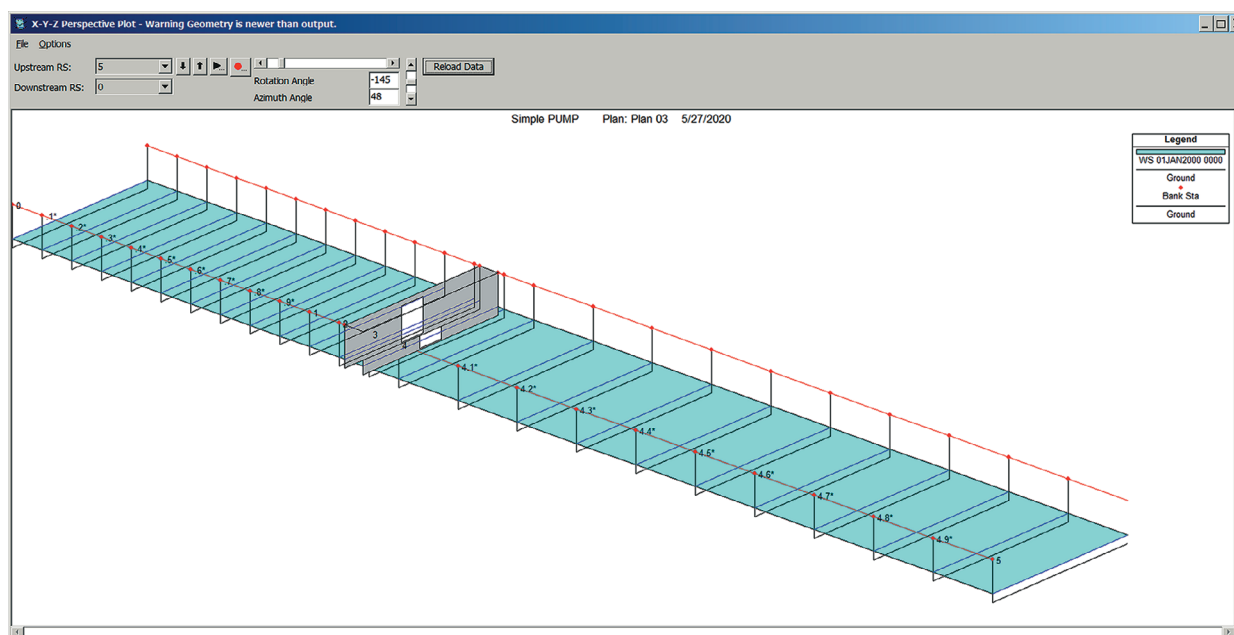 X-Y-Z Perspective Plot - Warning Geometry is newer than output.
File Options
Upstream RS: 5
Downstream RS: 0
Rotation Angle -145
Azimuth Angle 48
Reload Data
Simple PUMP Plan: Plan 03 5/27/2020
Legend
WS 01JAN2000 0000
Ground
Bank Sta
Ground
0
.1*
.2*
.3*
.4*
.5*
.6*
.7*
.8*
.9*
1
3
4.1*
4.2*
4.3*
4.4*
4.5*
4.6*
4.7*
4.8*
4.9*
5